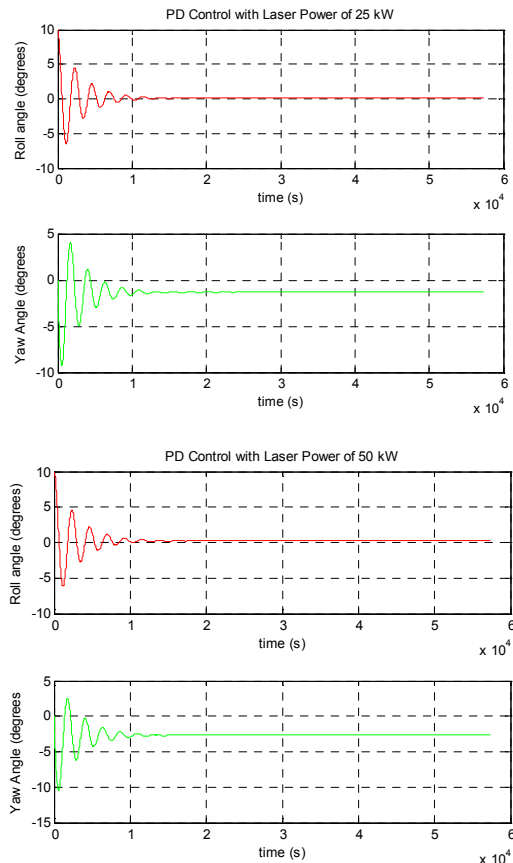 PD Control with Laser Power of 25 kW
10
5
0
-5
-10
Roll angle (degrees)
0 1 2 3 4 5 6
x 10^4
time (s)
5
0
-5
-10
Yaw Angle (degrees
0 1 2 3 4 5 6
x 10^4
time (s)
PD Control with Laser Power of 50 kW
10
5
0
-5
-10
Roll angle (degrees)
0 1 2 3 4 5 6
x 10^4
time (s)
5
0
-5
-10
-15
Yaw Angle (degrees)
0 1 2 3 4 5 6
x 10^4
time (s)